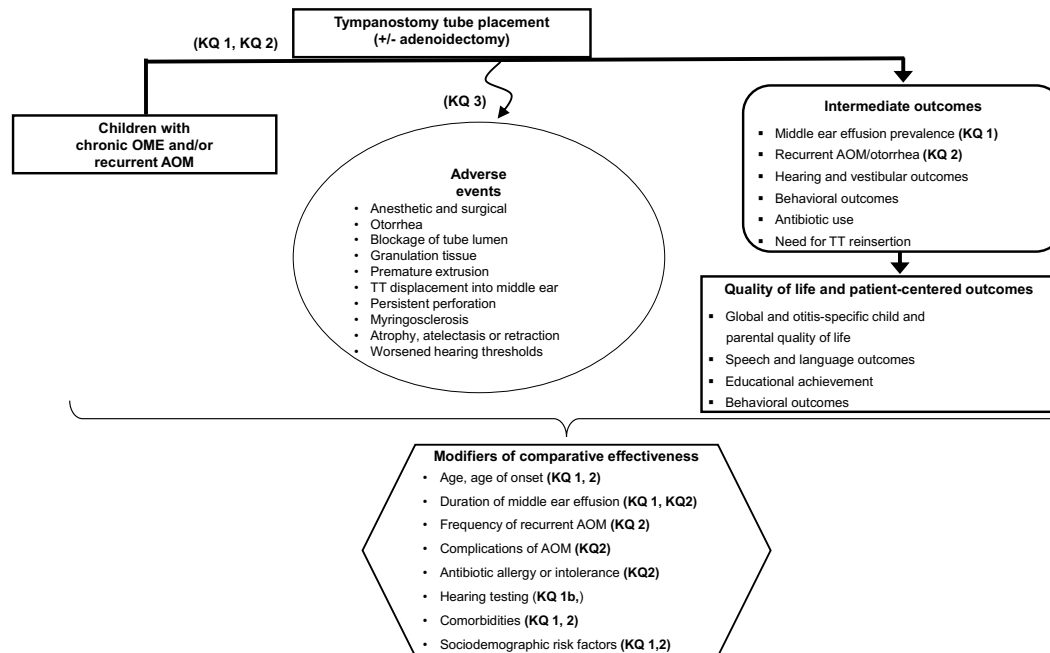 Tympanostomy tube placement
(+/- adenoidectomy)
(KQ 1, KQ 2)
(KQ 3)
Children with
chronic OME and/or
recurrent AOM
Adverse
events
• Anesthetic and surgical
• Otorrhea
• Blockage of tube lumen
• Granulation tissue
• Premature extrusion
• TT displacement into middle ear
• Persistent perforation
• Myringosclerosis
• Atrophy, atelectasis or retraction
• Worsened hearing thresholds
Intermediate outcomes
▪ Middle ear effusion prevalence (KQ 1)
▪ Recurrent AOM/otorrhea (KQ 2)
▪ Hearing and vestibular outcomes
▪ Behavioral outcomes
▪ Antibiotic use
▪ Need for TT reinsertion
Quality of life and patient-centered outcomes
▪ Global and otitis-specific child and
parental quality of life
▪ Speech and language outcomes
▪ Educational achievement
▪ Behavioral outcomes
Modifiers of comparative effectiveness
• Age, age of onset (KQ 1, 2)
• Duration of middle ear effusion (KQ 1, KQ2)
• Frequency of recurrent AOM (KQ 2)
• Complications of AOM (KQ2)
• Antibiotic allergy or intolerance (KQ2)
• Hearing testing (KQ 1b,)
• Comorbidities (KQ 1, 2)
• Sociodemographic risk factors (KQ 1,2)